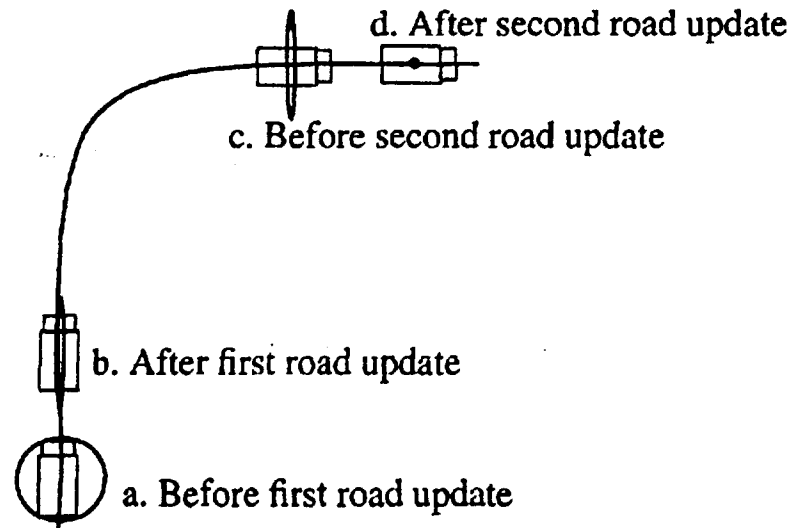 d. After second road update
c. Before second road update
b. After first road update
a. Before first road update